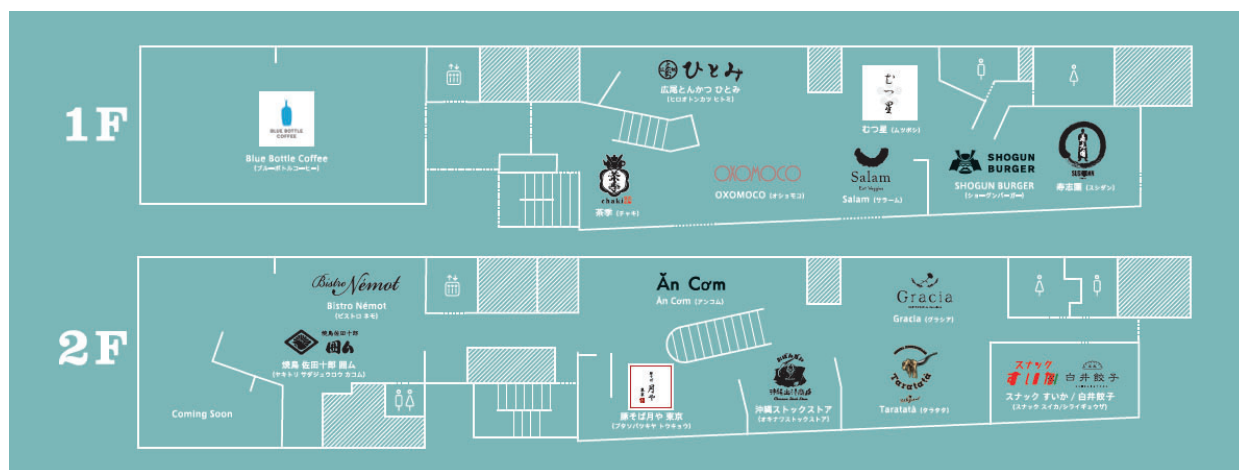 1F
BLUE BOTTLE
COFFEE
Blue Bottle Coffee
(ブルーボトルコーヒー)
ひとみ
広尾とんかつ ひとみ
(ヒロオトンカツ ヒトミ)
むつ星
むつ星 (ムツボシ)
茶季
chaki
茶季 (チャキ)
OXOMOCO
OXOMOCO (オショモコ)
Salam
Salam (サラーム)
SHOGUN
BURGER
SHOGUN BURGER
(ショーグンバーガー)
寿志團 (スシダン)
2F
Bistro Némot
Bistro Némot
(ビストロ ネモ)
焼鳥佐田十郎
焼鳥 佐田十郎 囲ム
(ヤキトリ サダジュウロウ カコム)
Coming Soon
Ăn Cơm
Ăn Cơm (アンコム)
月や
豚そば月や 東京
(ブタソバツキヤ トウキョウ)
沖縄ストックストア
(オキナワストックストア)
Gracia
Gracia (グラシア)
Taratatà
Taratatà (タラタタ)
スナック
すいか
白井餃子
スナック すいか / 白井餃子
(スナック スイカ/シライギョウザ)